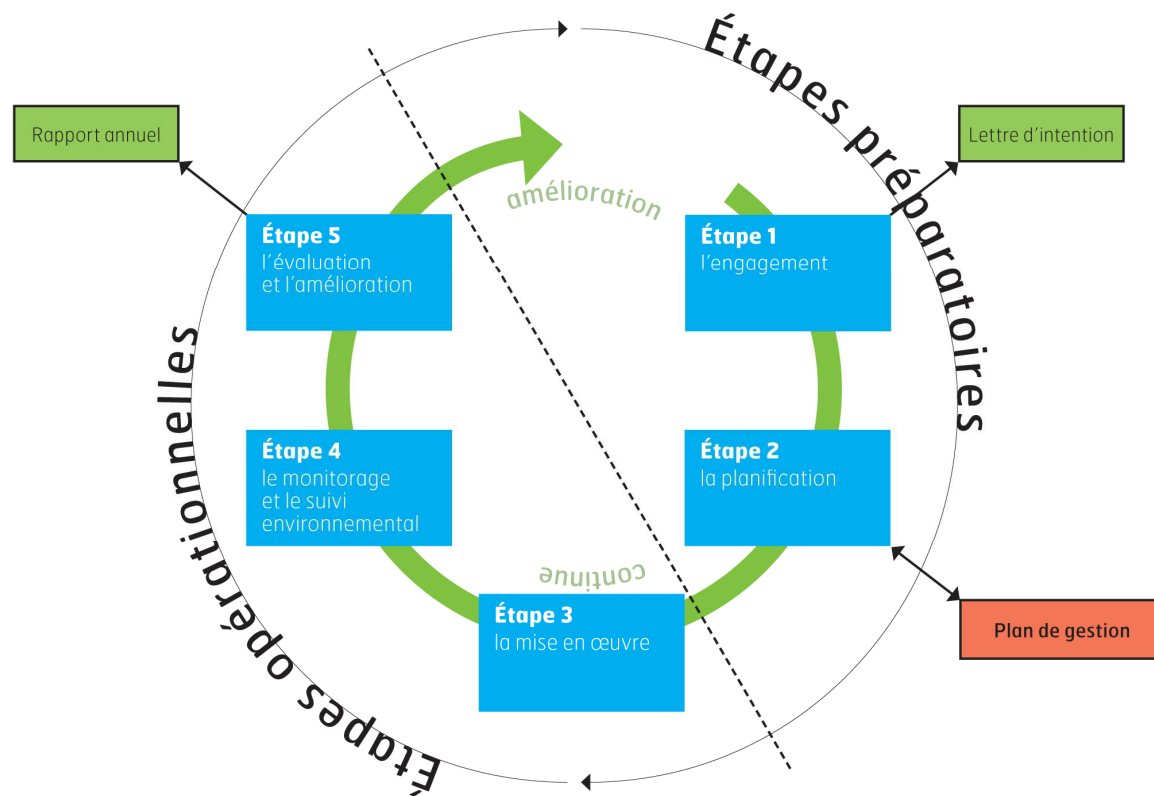 Étapes préparatoires
Rapport annuel
Lettre d'intention
amélioration
Étape 5
l'évaluation
et l'amélioration
Étape 1
l'engagement
Étapes opérationnelles
Étape 4
le monitorage
et le suivi
environnemental
Étape 2
la planification
continue
Étape 3
la mise en œuvre
Plan de gestion